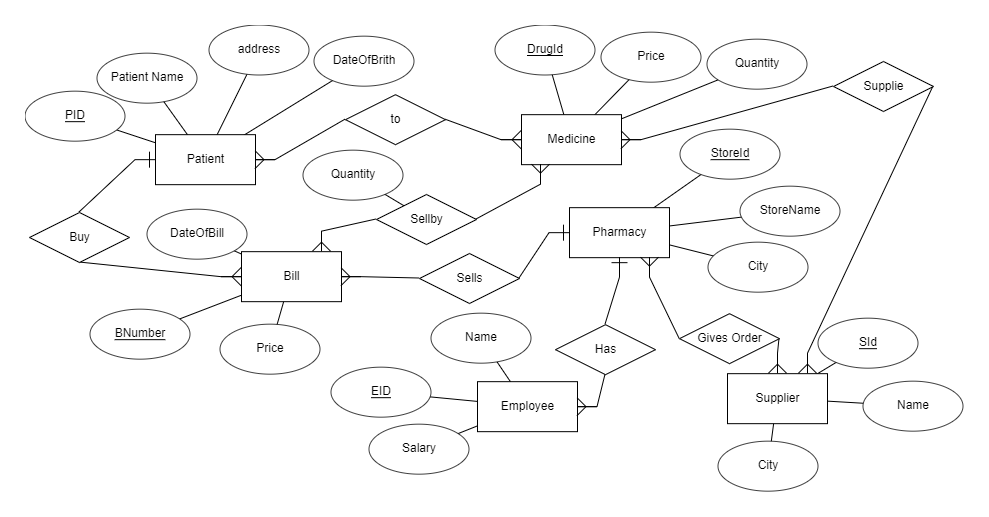 address
DrugId
Price
DateOfBrith
Quantity
Patient Name
Supplie
PID
to
Medicine
Patient
StoreId
Quantity
StoreName
Sellby
DateOfBill
Pharmacy
Buy
City
Bill
Sells
BNumber
Name
Gives Order
SId
Price
Has
EID
Employee
Supplier
Name
Salary
City